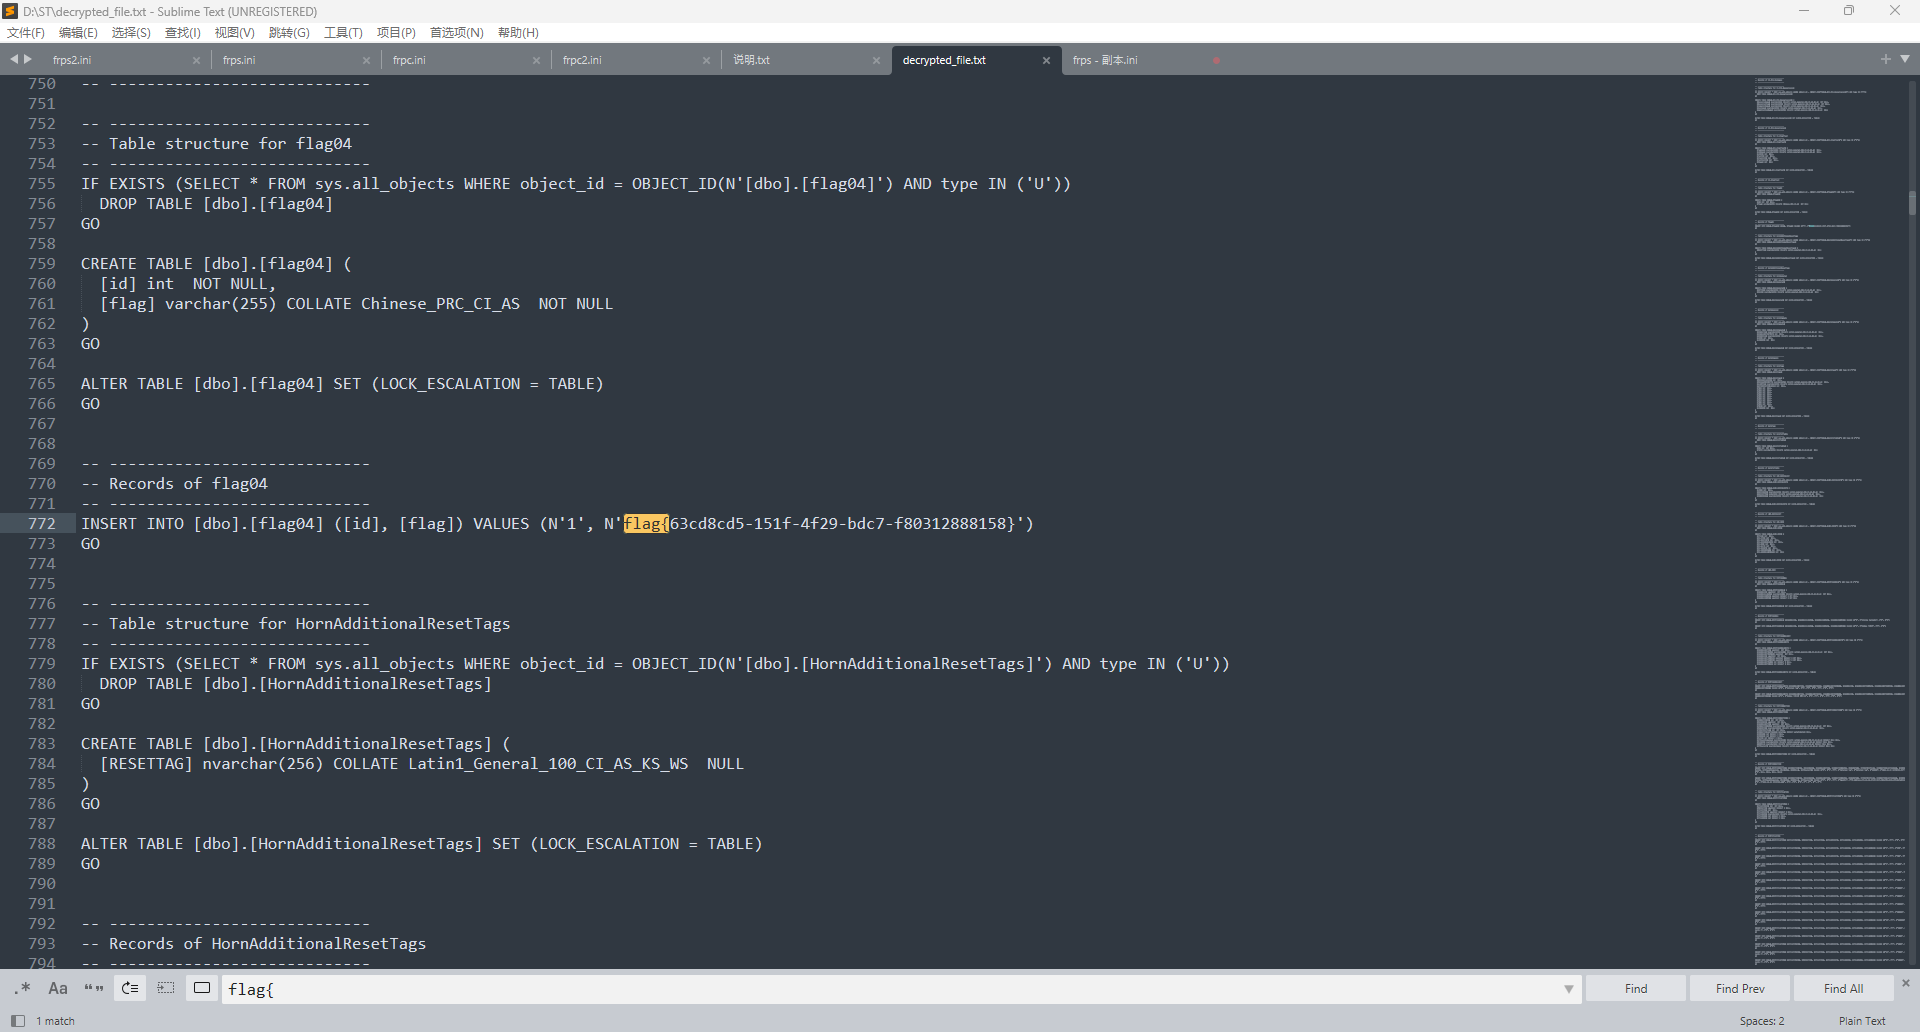 D:\ST\decrypted_file.txt - Sublime Text (UNREGISTERED)
文件(F) 编辑(E) 选择(S) 查找(I) 视图(V) 跳转(G) 工具(T) 项目(P) 首选项(N) 帮助(H)
frps2.ini × frps.ini × frpc.ini × frpc2.ini × 说明.txt × decrypted_file.txt × frps - 副本.ini
750 -- ----------------------------
751
752 -- ----------------------------
753 -- Table structure for flag04
754 -- ----------------------------
755 IF EXISTS (SELECT * FROM sys.all_objects WHERE object_id = OBJECT_ID(N'[dbo].[flag04]') AND type IN ('U'))
756   DROP TABLE [dbo].[flag04]
757 GO
758
759 CREATE TABLE [dbo].[flag04] (
760   [id] int  NOT NULL,
761   [flag] varchar(255) COLLATE Chinese_PRC_CI_AS  NOT NULL
762 )
763 GO
764
765 ALTER TABLE [dbo].[flag04] SET (LOCK_ESCALATION = TABLE)
766 GO
767
768
769 -- ----------------------------
770 -- Records of flag04
771 -- ----------------------------
772 INSERT INTO [dbo].[flag04] ([id], [flag]) VALUES (N'1', N'flag{63cd8cd5-151f-4f29-bdc7-f80312888158}')
773 GO
774
775
776 -- ----------------------------
777 -- Table structure for HornAdditionalResetTags
778 -- ----------------------------
779 IF EXISTS (SELECT * FROM sys.all_objects WHERE object_id = OBJECT_ID(N'[dbo].[HornAdditionalResetTags]') AND type IN ('U'))
780   DROP TABLE [dbo].[HornAdditionalResetTags]
781 GO
782
783 CREATE TABLE [dbo].[HornAdditionalResetTags] (
784   [RESETTAG] nvarchar(256) COLLATE Latin1_General_100_CI_AS_KS_WS  NULL
785 )
786 GO
787
788 ALTER TABLE [dbo].[HornAdditionalResetTags] SET (LOCK_ESCALATION = TABLE)
789 GO
790
791
792 -- ----------------------------
793 -- Records of HornAdditionalResetTags
794 -- ----------------------------
.* Aa “” flag{ Find Find Prev Find All ×
1 match Spaces: 2 Plain Text